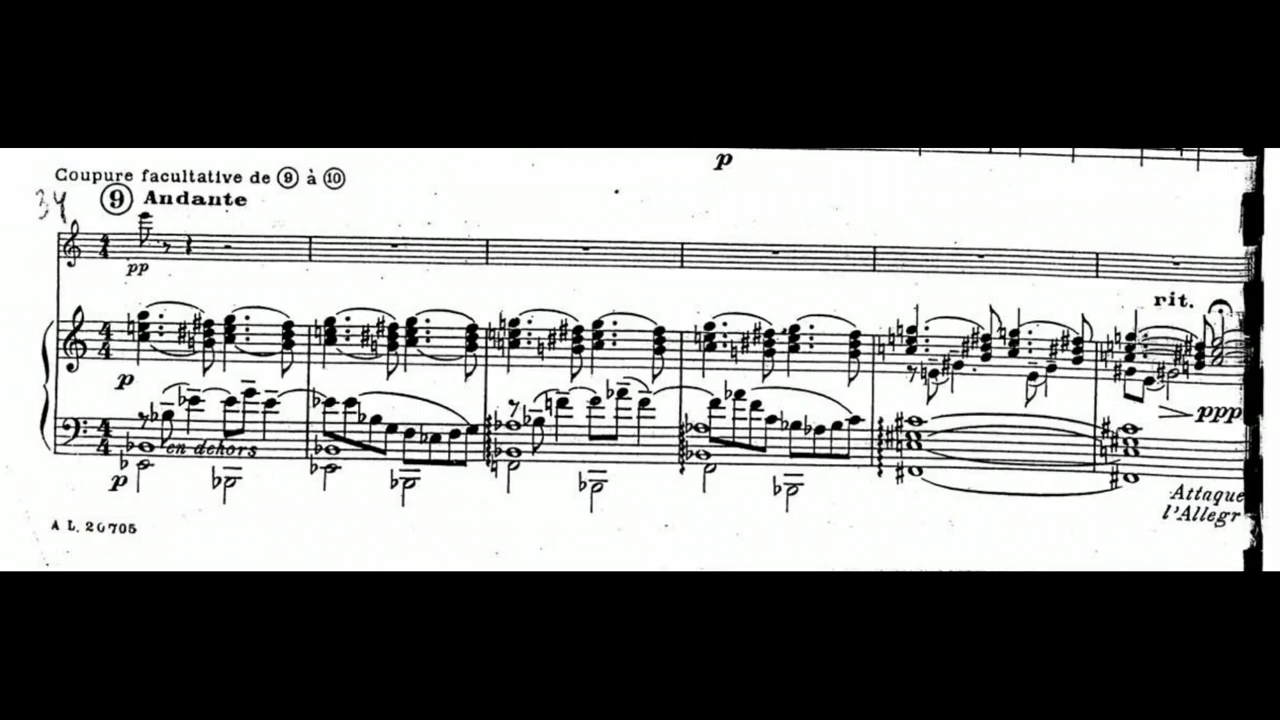 p
Coupure facultative de 9 à 10
34
9 Andante
pp
rit.
p
ppp
en dehors
p
Attaque
l'Allegr
A L. 20705